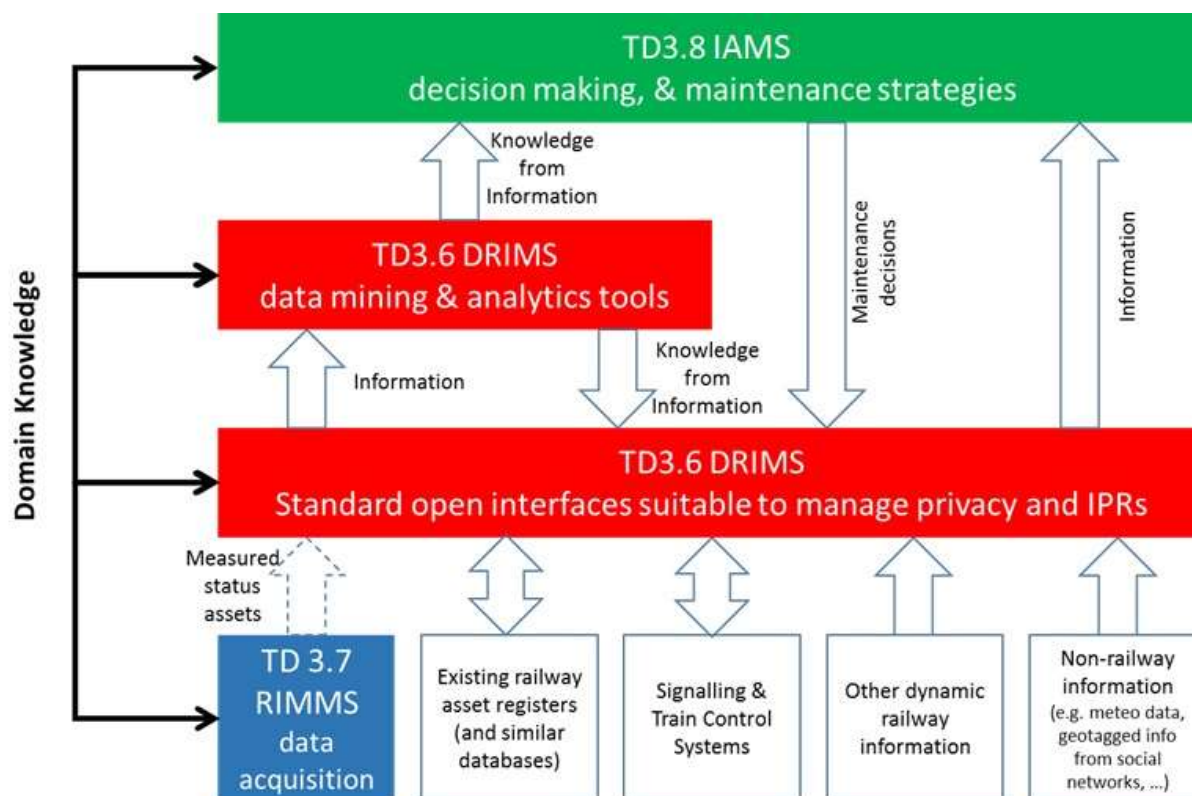 TD3.8 IAMS
decision making, & maintenance strategies
Knowledge
from
Information
Maintenance
decisions
Information
TD3.6 DRIMS
data mining & analytics tools
Information
Knowledge
from
Information
Domain Knowledge
TD3.6 DRIMS
Standard open interfaces suitable to manage privacy and IPRs
Measured
status
assets
TD 3.7
RIMMS
data
acquisition
Existing railway
asset registers
(and similar
databases)
Signalling &
Train Control
Systems
Other dynamic
railway
information
Non-railway
information
(e.g. meteo data,
geotagged info
from social
networks, ...)